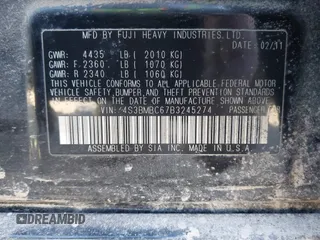 MFD BY FUJI HEAVY INDUSTRIES.LTD.
DATE: 02/11
GVWR: 4435 LB ( 2010 KG)
GAWR: F.2360 LB ( 1070 KG)
GAWR: R 2340 LB ( 1060 KG)
THIS VEHICLE CONFORMS TO ALL
APPLICABLE FEDERAL MOTOR VEHICLE
SAFETY,BUMPER,AND THEFT PREVENTION
STANDARDS IN EFFECT ON THE DATE OF
MANUFACTURE SHOWN ABOVE.
VIN: 4S3BMBC67B3245274 PASSENGER
ASSEMBLED BY SIA INC. MADE IN U.S.A
DREAMBID